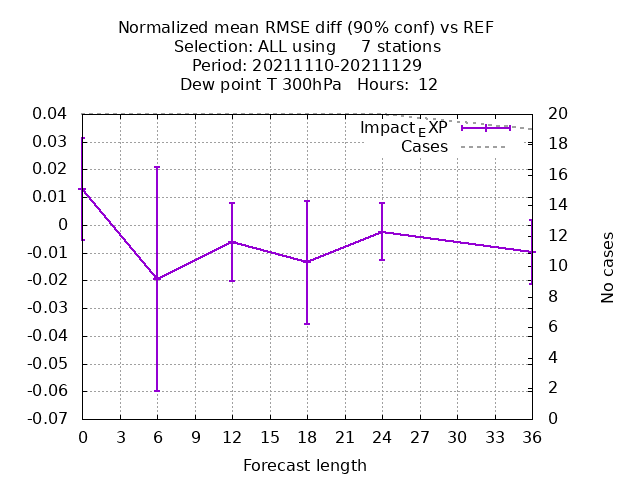 Normalized mean RMSE diff (90% conf) vs REF
Selection: ALL using 7 stations
Period: 20211110-20211129
Dew point T 300hPa Hours: 12
0.04
0.03
0.02
0.01
0
-0.01
-0.02
-0.03
-0.04
-0.05
-0.06
-0.07
Impact_EXP
Cases
20
18
16
14
12
10
8
6
4
2
0
No cases
0 3 6 9 12 15 18 21 24 27 30 33 36
Forecast length